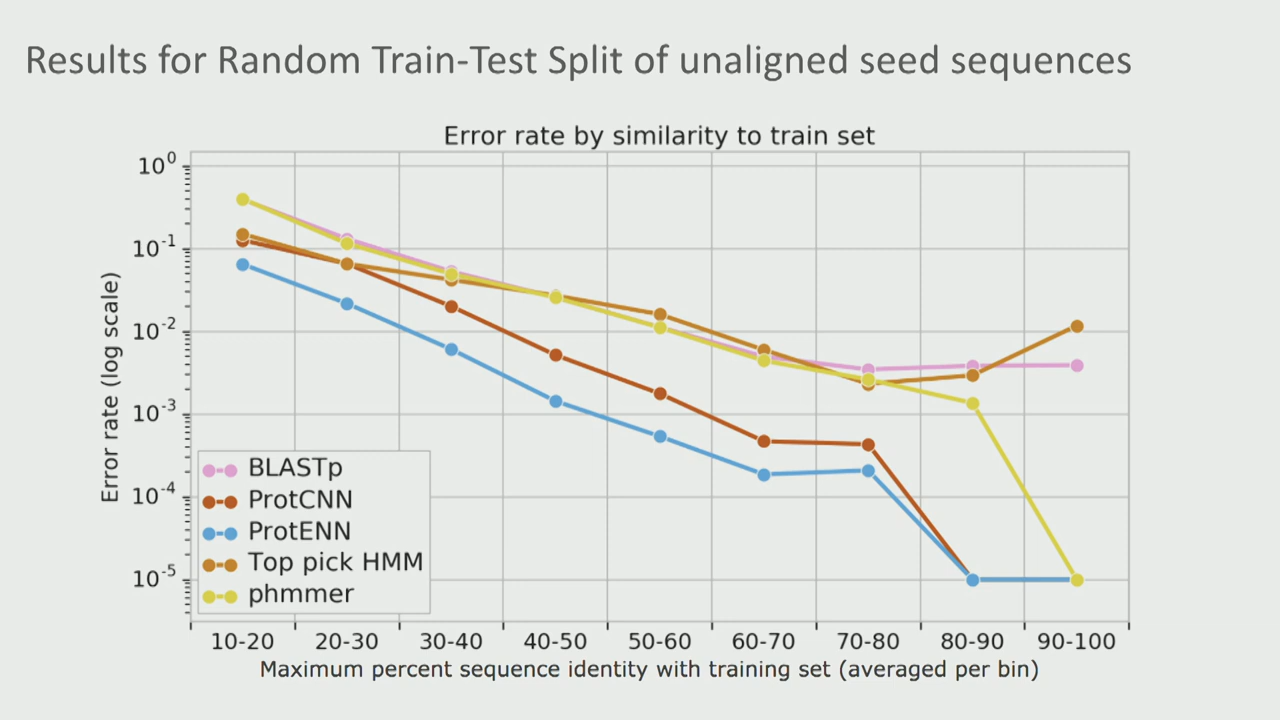 Results for Random Train-Test Split of unaligned seed sequences
Error rate by similarity to train set
Error rate (log scale)
10^0
10^-1
10^-2
10^-3
10^-4
10^-5
BLASTp
ProtCNN
ProtENN
Top pick HMM
phmmer
10-20 20-30 30-40 40-50 50-60 60-70 70-80 80-90 90-100
Maximum percent sequence identity with training set (averaged per bin)